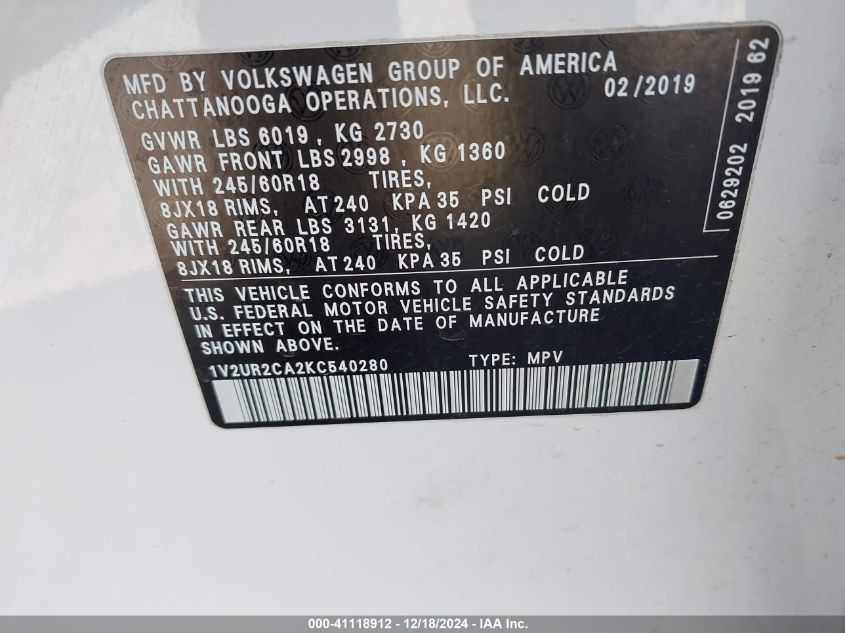 MFD BY VOLKSWAGEN GROUP OF AMERICA
CHATTANOOGA OPERATIONS, LLC. 02/2019
GVWR LBS 6019 , KG 2730
GAWR FRONT LBS 2998 , KG 1360
WITH 245/60R18 TIRES,
8JX18 RIMS, AT 240 KPA 35 PSI COLD
GAWR REAR LBS 3131, KG 1420
WITH 245/60R18 TIRES,
8JX18 RIMS, AT 240 KPA 35 PSI COLD
THIS VEHICLE CONFORMS TO ALL APPLICABLE
U.S. FEDERAL MOTOR VEHICLE SAFETY STANDARDS
IN EFFECT ON THE DATE OF MANUFACTURE
SHOWN ABOVE.
1V2UR2CA2KC540280 TYPE: MPV
0629202 2019 62
000-41118912 - 12/18/2024 - IAA Inc.